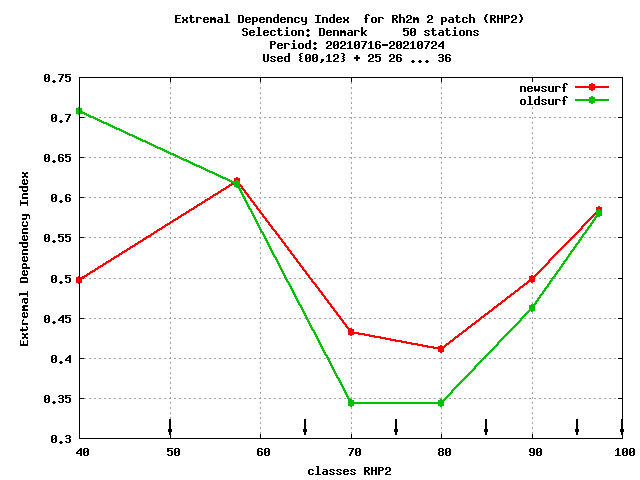 Extremal Dependency Index  for Rh2m 2 patch (RHP2)
Selection: Denmark     50 stations
Period: 20210716-20210724
Used {00,12} + 25 26 ... 36
newsurf
oldsurf
0.75
0.7
0.65
0.6
0.55
0.5
0.45
0.4
0.35
0.3
Extremal Dependency Index
40 50 60 70 80 90 100
classes RHP2